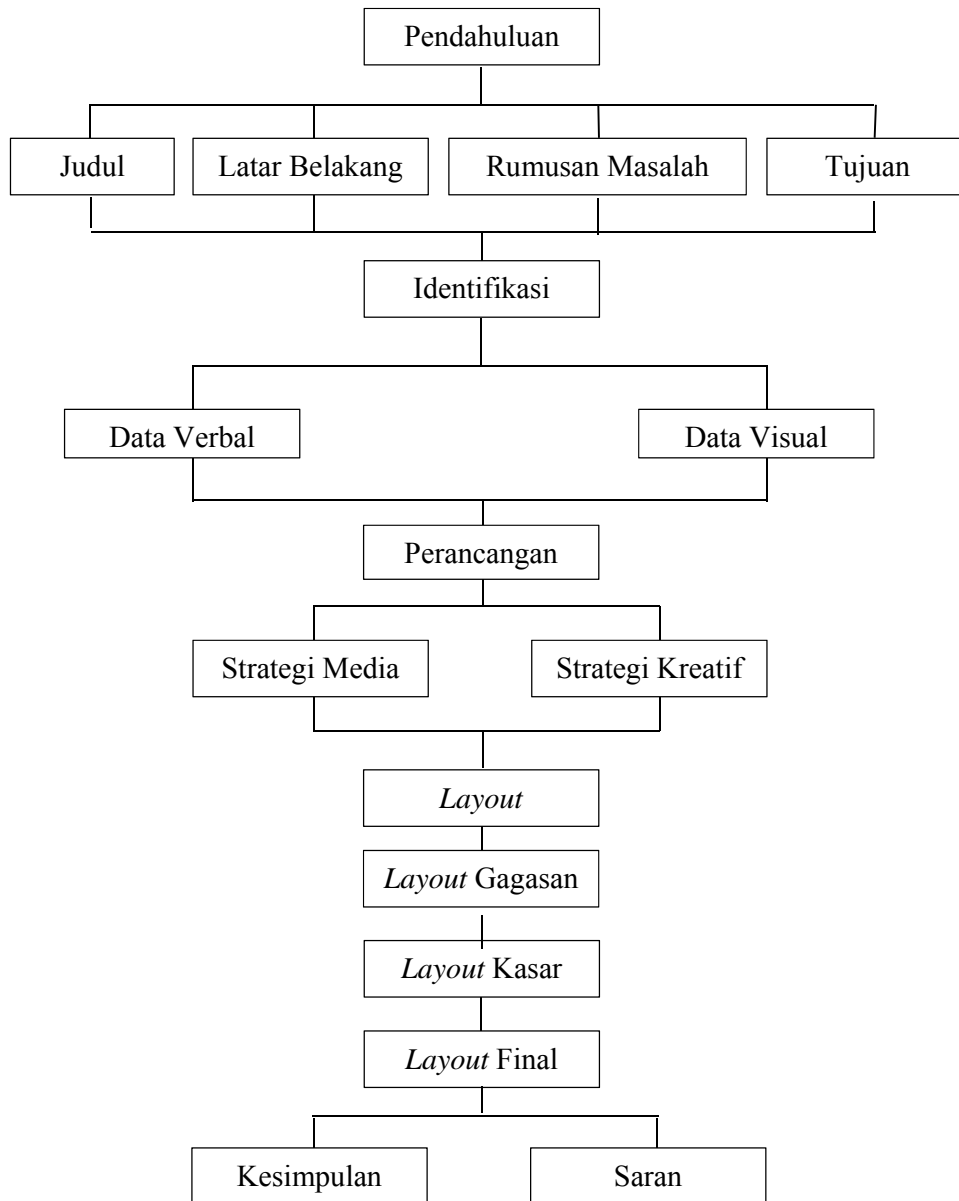 Pendahuluan
Judul
Latar Belakang
Rumusan Masalah
Tujuan
Identifikasi
Data Verbal
Data Visual
Perancangan
Strategi Media
Strategi Kreatif
Layout
Layout Gagasan
Layout Kasar
Layout Final
Kesimpulan
Saran